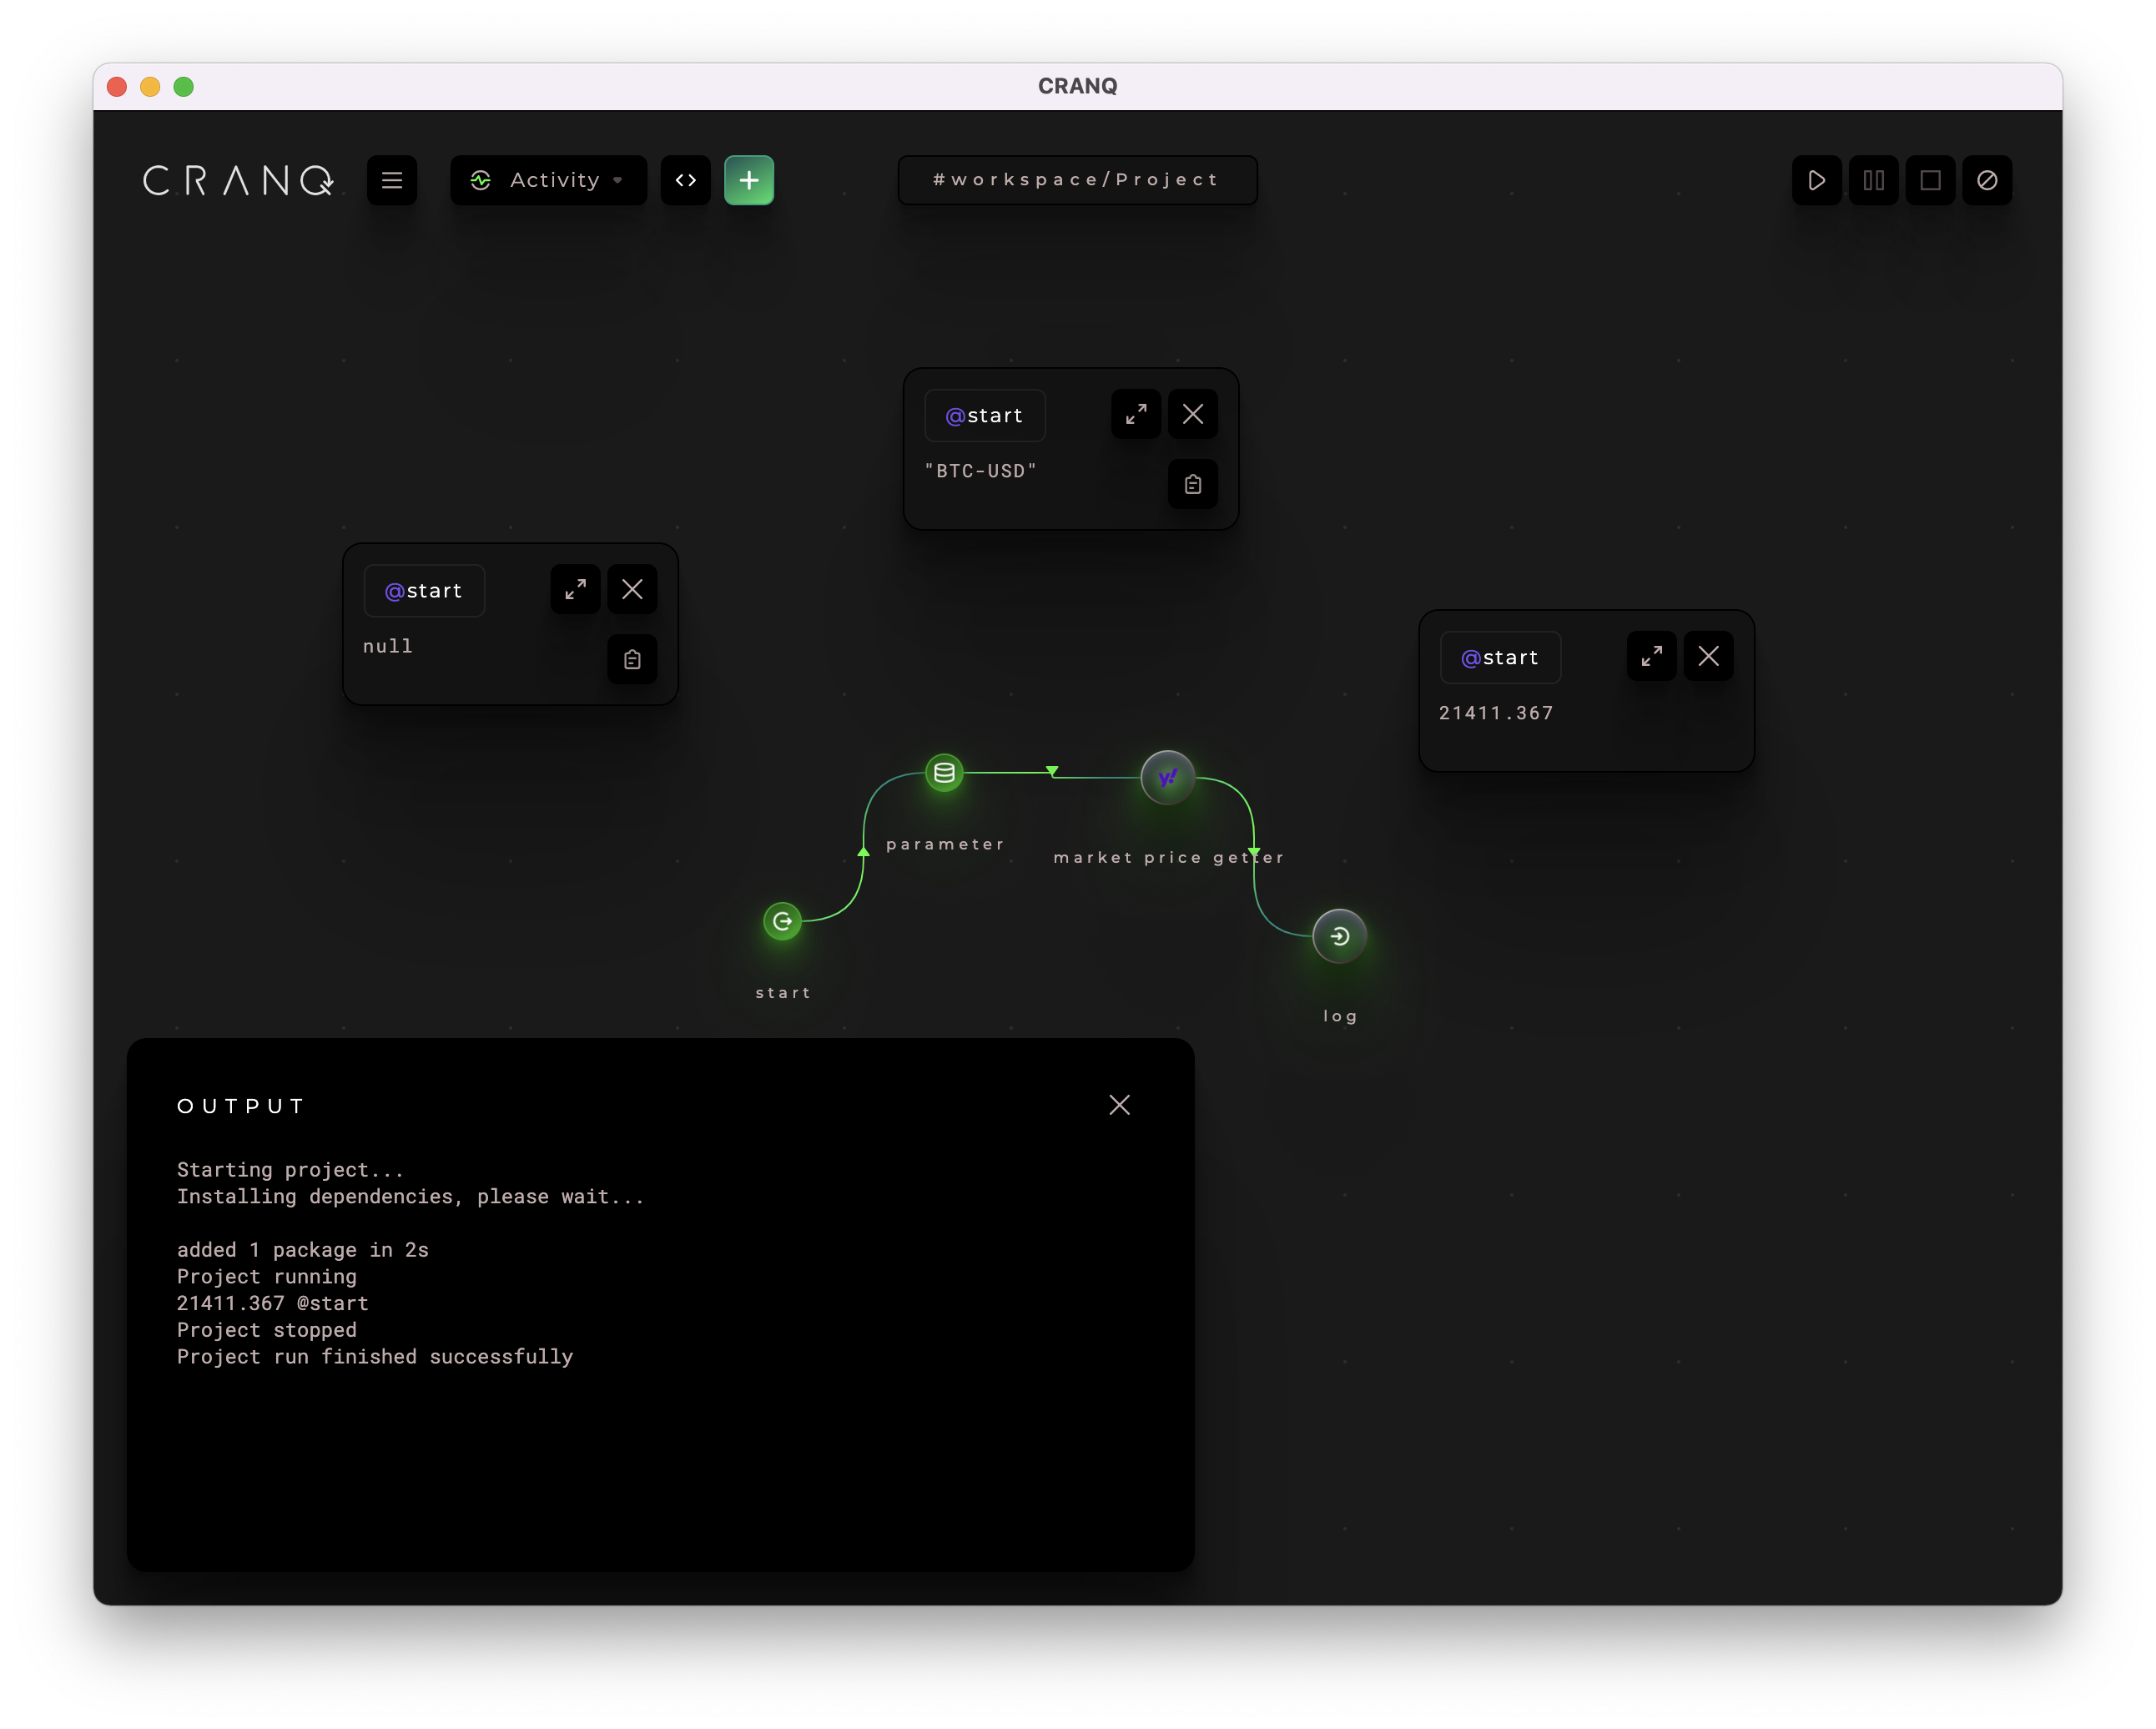 CRANQ
CRANQ
Activity
#workspace/Project
@start
"BTC-USD"
@start
null
@start
21411.367
y!
parameter
market price getter
start
log
OUTPUT
Starting project...
Installing dependencies, please wait...
added 1 package in 2s
Project running
21411.367 @start
Project stopped
Project run finished successfully